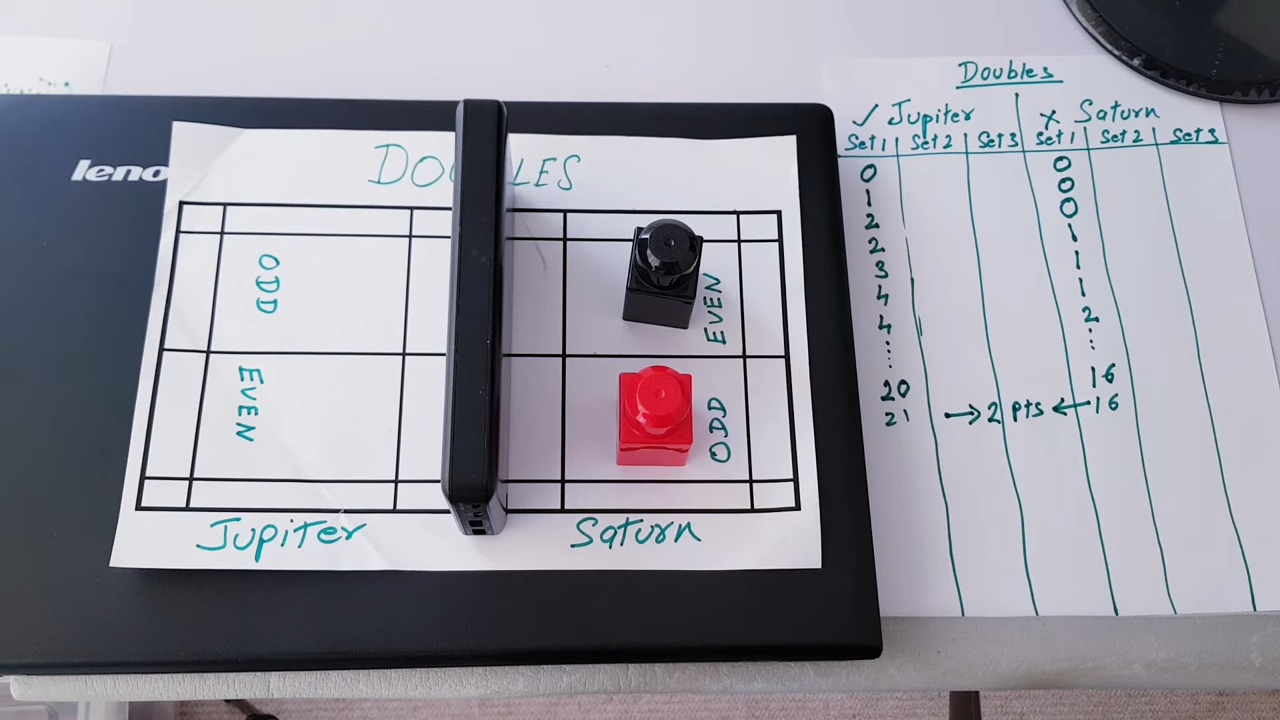 leno
DOLES
ODD
EVEN
EVEN
ODD
Jupiter
Saturn
Doubles
✓ Jupiter x Saturn
Set 1 Set 2 Set 3 Set 1 Set 2 Set 3
0 0
1 0
2 0
2 1
3 1
4 1
4 2
⋮ ⋮
20 16
21 → 2 pts ← 16